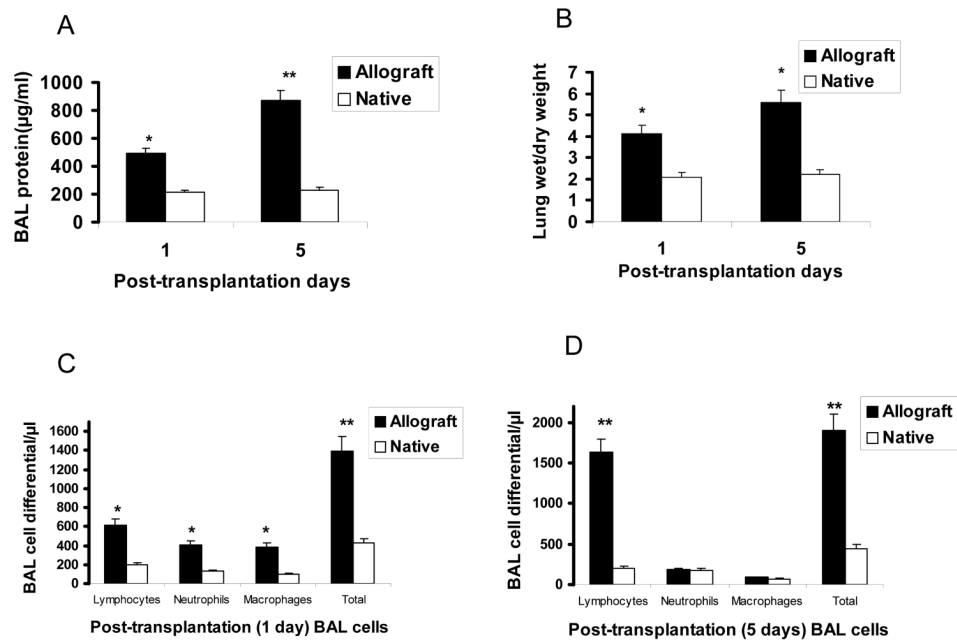 A
Allograft
Native
BAL protein(µg/ml)
1000
800
600
400
200
0
*
**
1
5
Post-transplantation days
B
Allograft
Native
Lung wet/dry weight
7
6
5
4
3
2
1
0
*
*
1
5
Post-transplantation days
C
Allograft
Native
BAL cell differential/µl
1600
1400
1200
1000
800
600
400
200
0
*
*
*
**
Lymphocytes Neutrophils Macrophages Total
Post-transplantation (1 day) BAL cells
D
Allograft
Native
BAL cell differential/µl
2000
1500
1000
500
0
**
**
Lymphocytes Neutrophils Macrophages Total
Post-transplantation (5 days) BAL cells